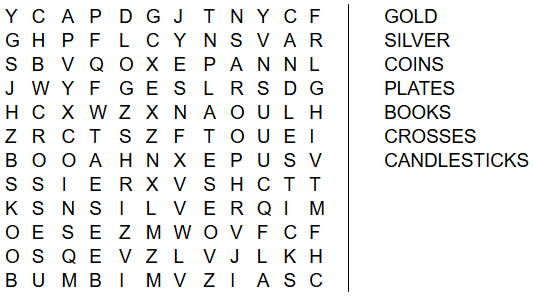 Y C A P D G J T N Y C F GOLD
G H P F L C Y N S V A R SILVER
S B V Q O X E P A N N L COINS
J W Y F G E S L R S D G PLATES
H C X W Z X N A O U L H BOOKS
Z R C T S Z F T O U E I CROSSES
B O O A H N X E P U S V CANDLESTICKS
S S I E R X V S H C T T
K S N S I L V E R Q I M
O E S E Z M W O V F C F
O S Q E V Z L V J L K H
B U M B I M V Z I A S C